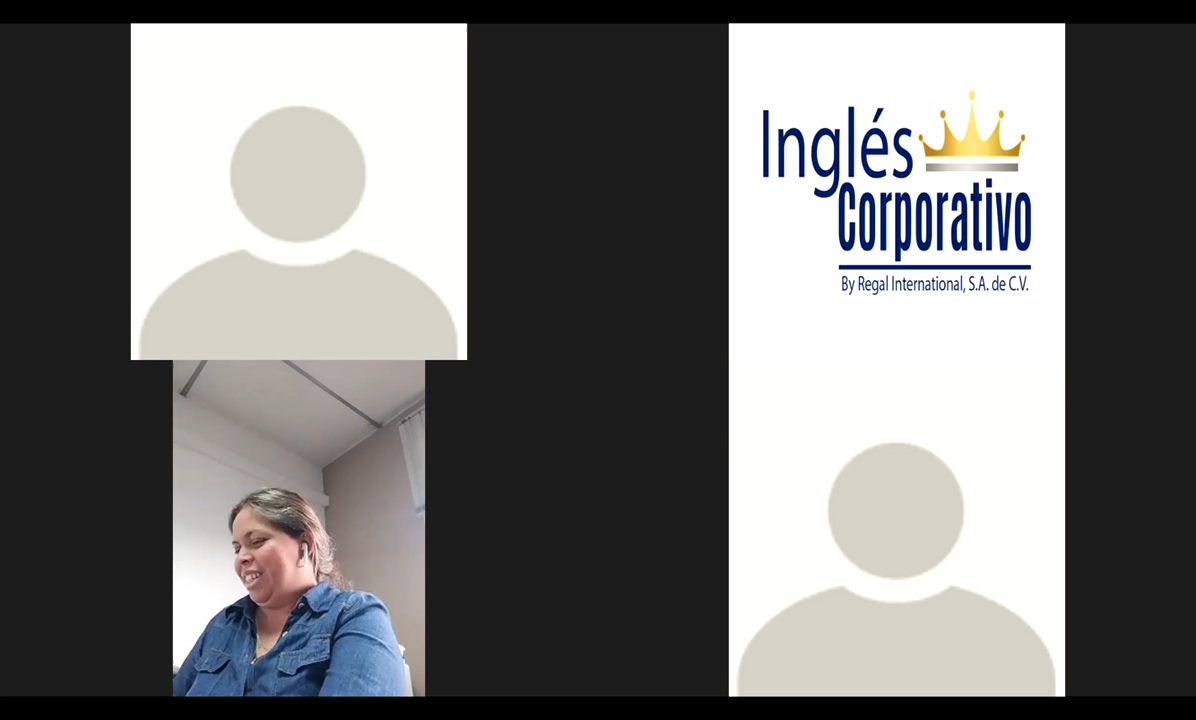 Inglés
Corporativo
By Regal International, S.A. de C.V.